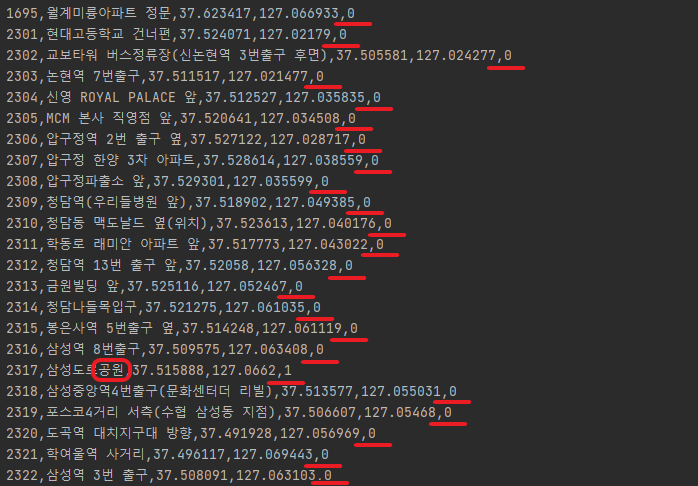 1695,월계미륭아파트 정문,37.623417,127.066933,0
2301,현대고등학교 건너편,37.524071,127.02179,0
2302,교보타워 버스정류장(신논현역 3번출구 후면),37.505581,127.024277,0
2303,논현역 7번출구,37.511517,127.021477,0
2304,신영 ROYAL PALACE 앞,37.512527,127.035835,0
2305,MCM 본사 직영점 앞,37.520641,127.034508,0
2306,압구정역 2번 출구 옆,37.527122,127.028717,0
2307,압구정 한양 3차 아파트,37.528614,127.038559,0
2308,압구정파출소 앞,37.529301,127.035599,0
2309,청담역(우리들병원 앞),37.518902,127.049385,0
2310,청담동 맥도날드 옆(위치),37.523613,127.040176,0
2311,학동로 래미안 아파트 앞,37.517773,127.043022,0
2312,청담역 13번 출구 앞,37.52058,127.056328,0
2313,금원빌딩 앞,37.525116,127.052467,0
2314,청담나들목입구,37.521275,127.061035,0
2315,봉은사역 5번출구 옆,37.514248,127.061119,0
2316,삼성역 8번출구,37.509575,127.063408,0
2317,삼성도로공원,37.515888,127.0662,1
2318,삼성중앙역4번출구(문화센터더 리빌),37.513577,127.055031,0
2319,포스코4거리 서측(수협 삼성동 지점),37.506607,127.05468,0
2320,도곡역 대치지구대 방향,37.491928,127.056969,0
2321,학여울역 사거리,37.496117,127.069443,0
2322,삼성역 3번 출구,37.508091,127.063103,0